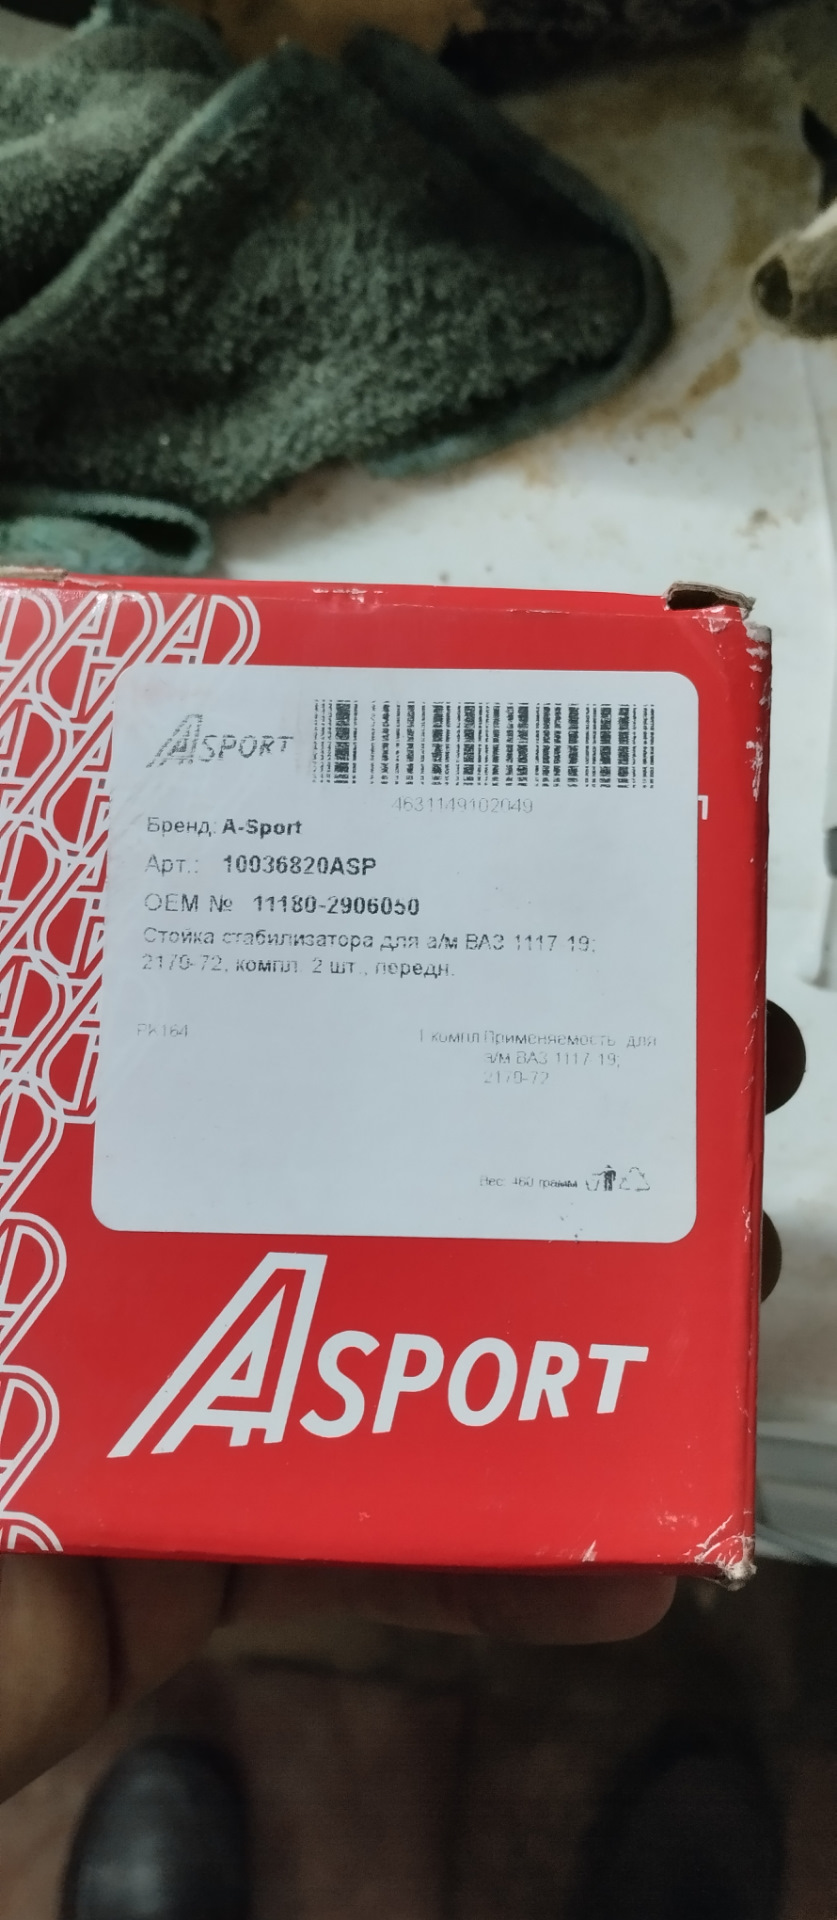 ASPORT
4631149102049
Бренд: A-Sport
Арт.: 10036820ASP
OEM № 11180-2906050
Стойка стабилизатора для а/м ВАЗ 1117-19;
2170-72, компл. 2 шт., передн.
РК164
1 компл Применяемость: для
а/м ВАЗ 1117-19;
2170-72
Вес: 460 грамм
ASPORT